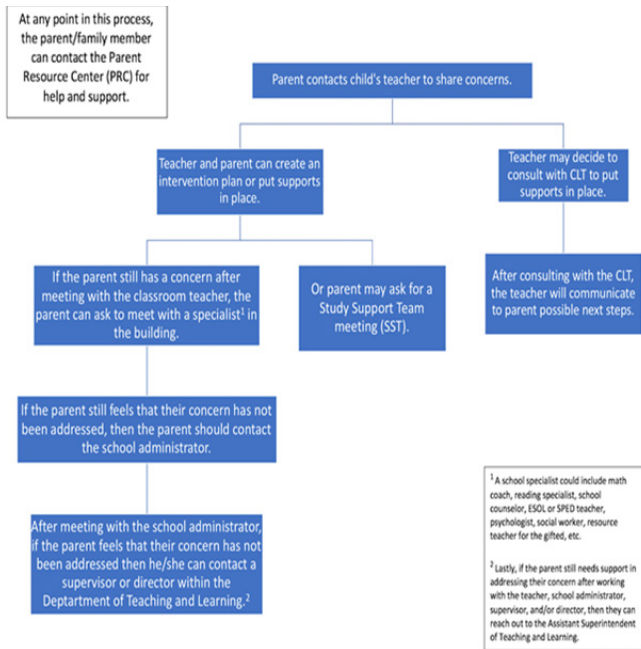 At any point in this process,
the parent/family member
can contact the Parent
Resource Center (PRC) for
help and support.
Parent contacts child's teacher to share concerns.
Teacher and parent can create an
intervention plan or put supports
in place.
Teacher may decide to
consult with CLT to put
supports in place.
If the parent still has a concern after
meeting with the classroom teacher, the
parent can ask to meet with a specialist¹ in
the building.
Or parent may ask for a
Study Support Team
meeting (SST).
After consulting with the CLT,
the teacher will communicate
to parent possible next steps.
If the parent still feels that their concern has not
been addressed, then the parent should contact
the school administrator.
After meeting with the school administrator,
if the parent feels that their concern has not
been addressed then he/she can contact a
supervisor or director within the
Deptartment of Teaching and Learning.²
¹ A school specialist could include math
coach, reading specialist, school
counselor, ESOL or SPED teacher,
psychologist, social worker, resource
teacher for the gifted, etc.
² Lastly, if the parent still needs support in
addressing their concern after working
with the teacher, school administrator,
supervisor, and/or director, then they can
reach out to the Assistant Superintendent
of Teaching and Learning.